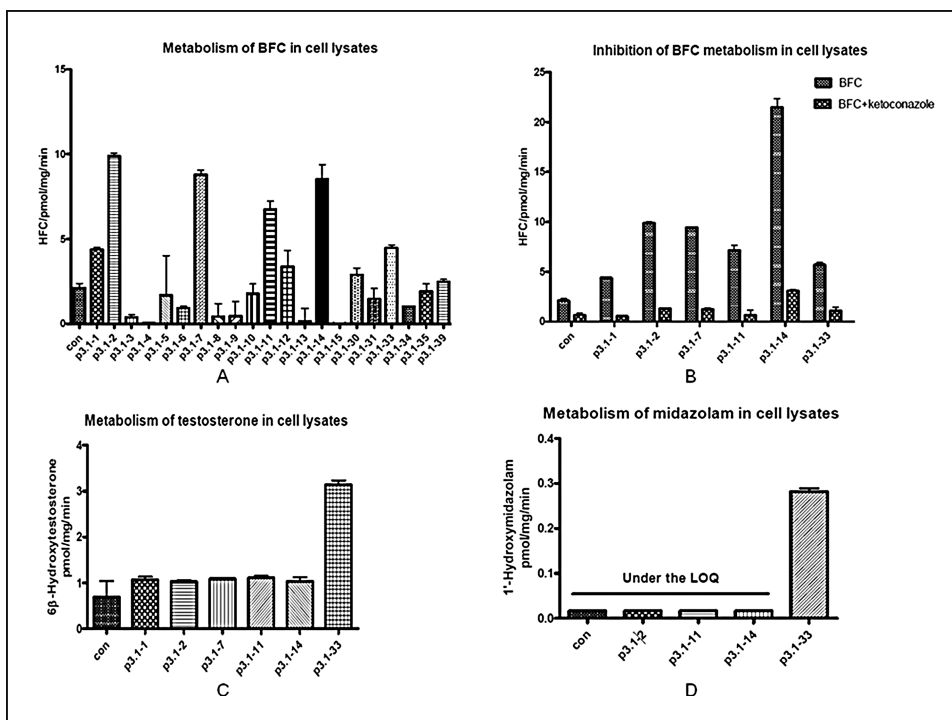 Metabolism of BFC in cell lysates
HFC/pmol/mg/min
15
10
5
0
con
p3.1-1
p3.1-2
p3.1-3
p3.1-4
p3.1-5
p3.1-6
p3.1-7
p3.1-8
p3.1-9
p3.1-10
p3.1-11
p3.1-12
p3.1-13
p3.1-14
p3.1-15
p3.1-30
p3.1-31
p3.1-33
p3.1-34
p3.1-35
p3.1-39
A
Inhibition of BFC metabolism in cell lysates
HFC/pmol/mg/min
25
20
15
10
5
0
BFC
BFC+ketoconazole
con
p3.1-1
p3.1-2
p3.1-7
p3.1-11
p3.1-14
p3.1-33
B
Metabolism of testosterone in cell lysates
6β-Hydroxytestosterone
pmol/mg/min
4
3
2
1
0
con
p3.1-1
p3.1-2
p3.1-7
p3.1-11
p3.1-14
p3.1-33
C
Metabolism of midazolam in cell lysates
1'-Hydroxymidazolam
pmol/mg/min
0.4
0.3
0.2
0.1
0.0
Under the LOQ
con
p3.1-2
p3.1-11
p3.1-14
p3.1-33
D